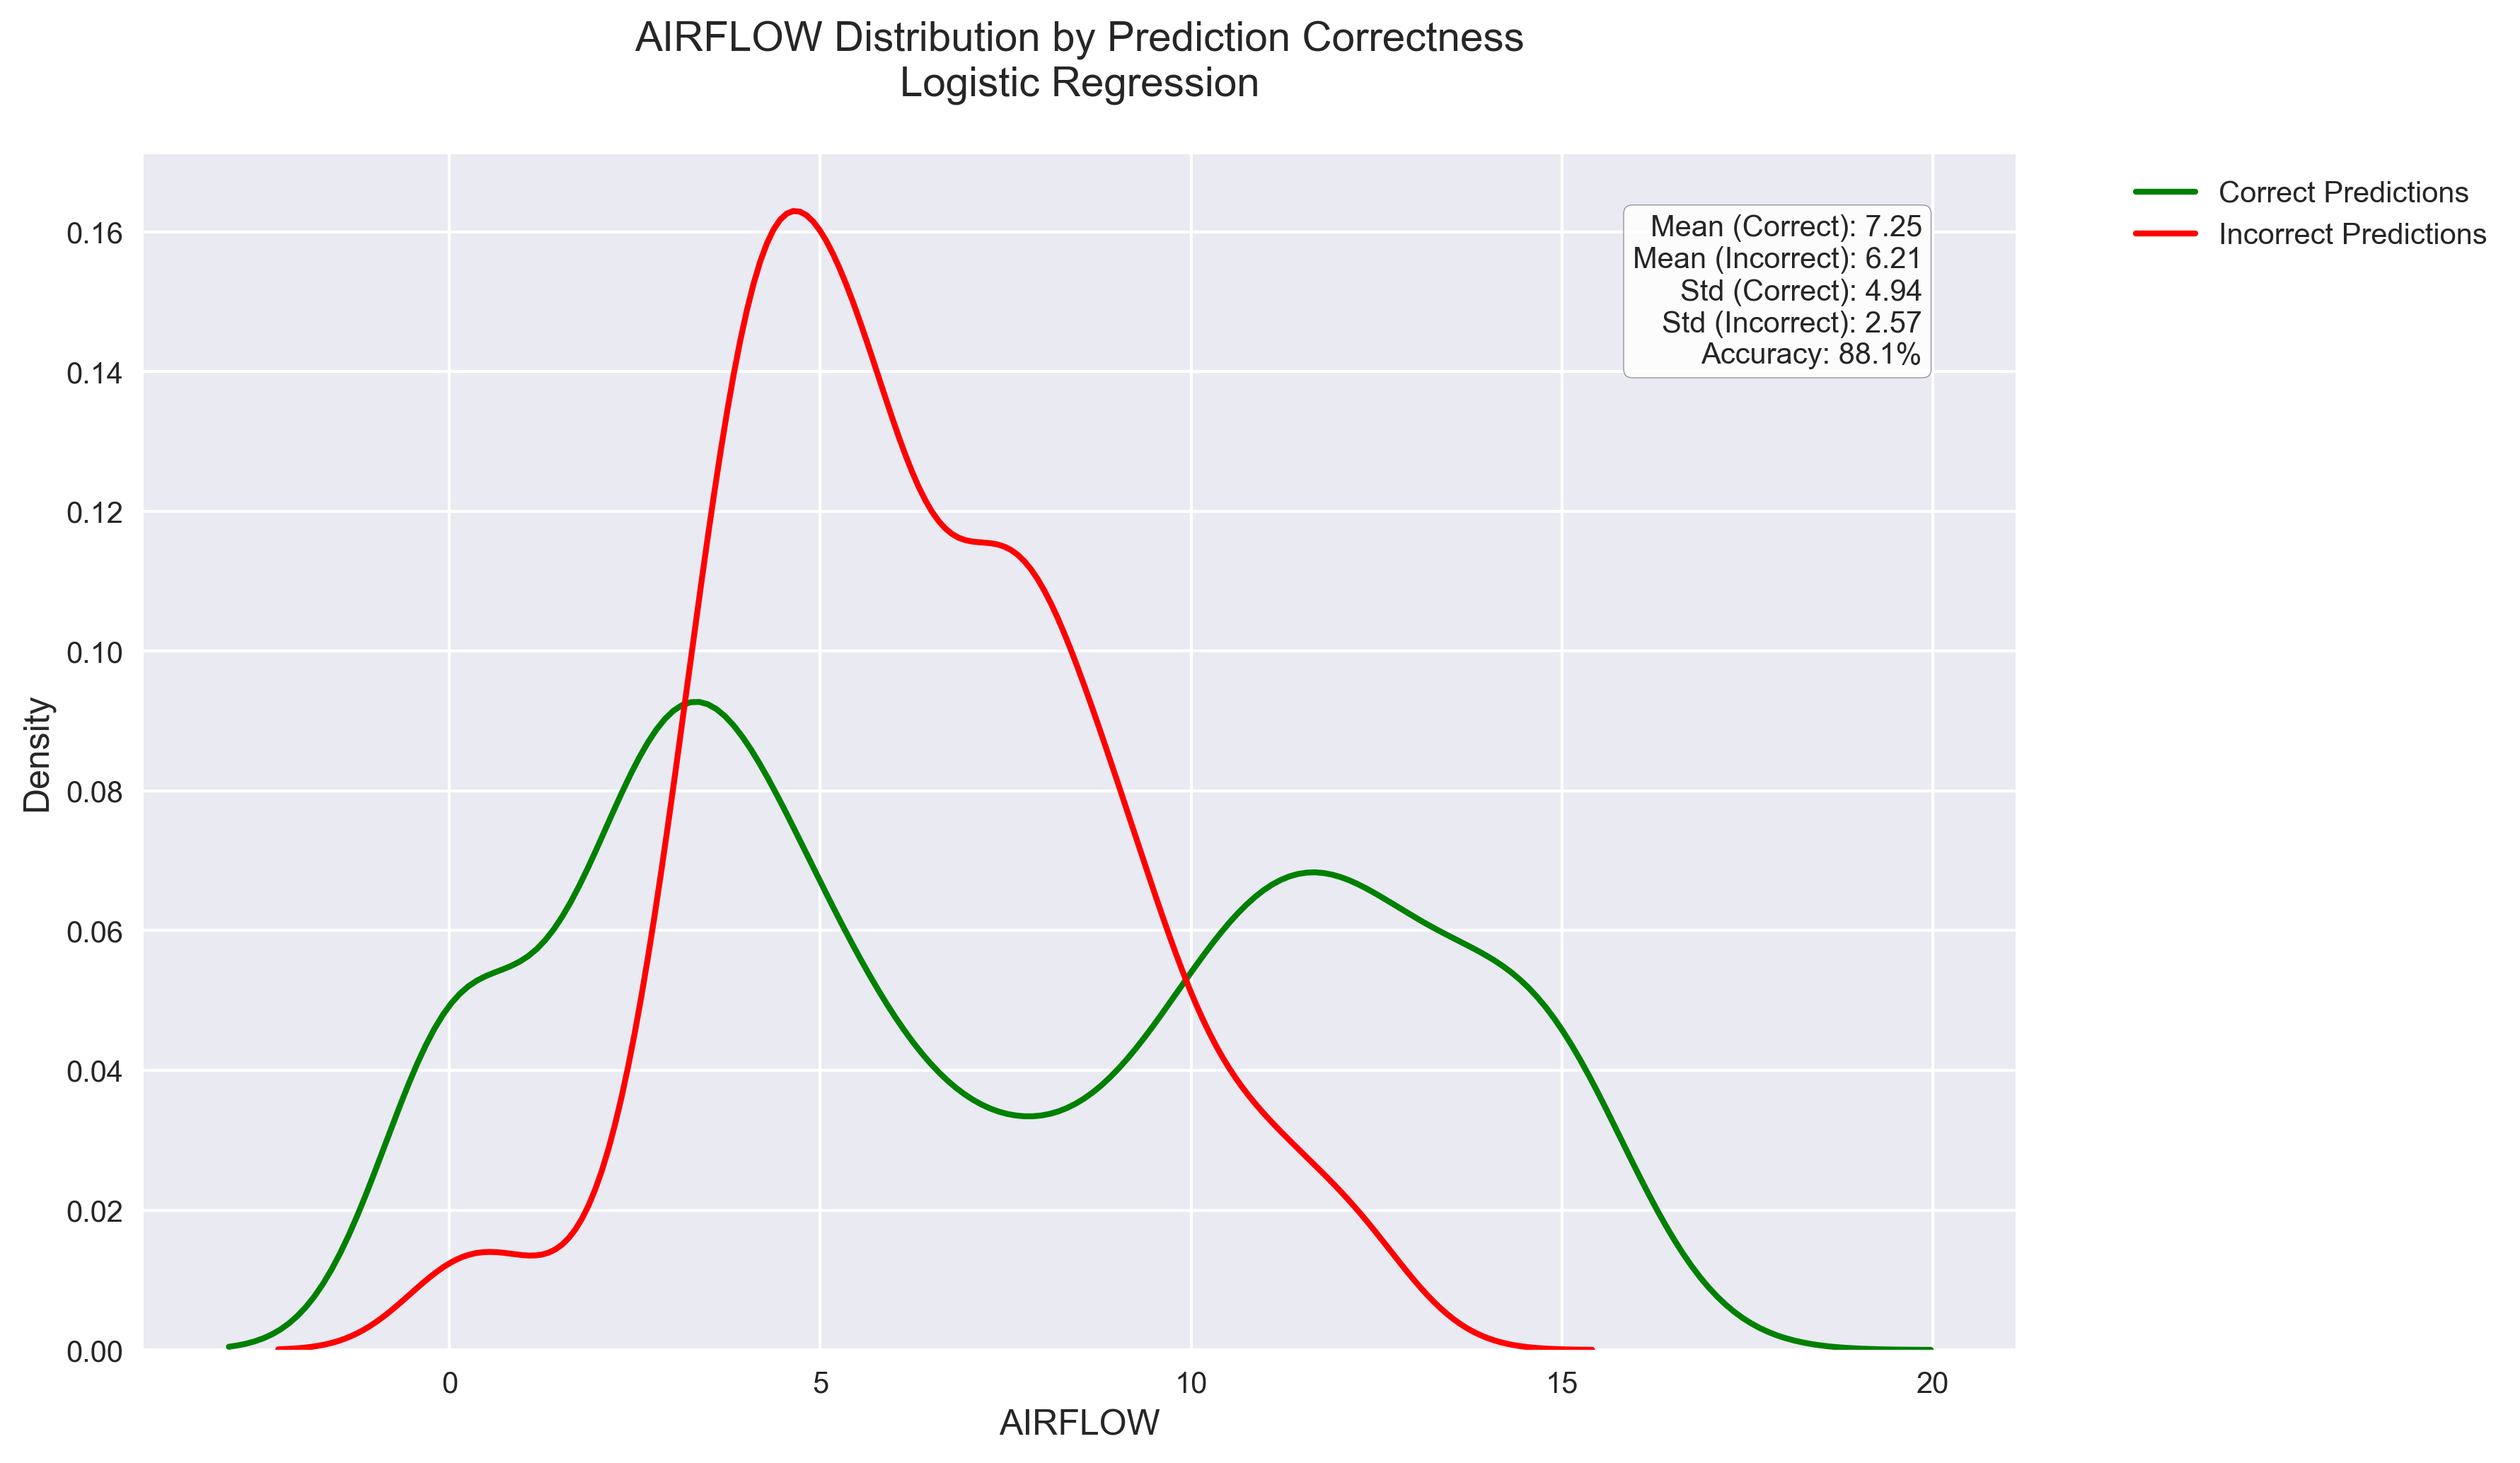 AIRFLOW Distribution by Prediction Correctness
Logistic Regression
Correct Predictions
Incorrect Predictions
Mean (Correct): 7.25
Mean (Incorrect): 6.21
Std (Correct): 4.94
Std (Incorrect): 2.57
Accuracy: 88.1%
Density
0.16
0.14
0.12
0.10
0.08
0.06
0.04
0.02
0.00
0 5 10 15 20
AIRFLOW